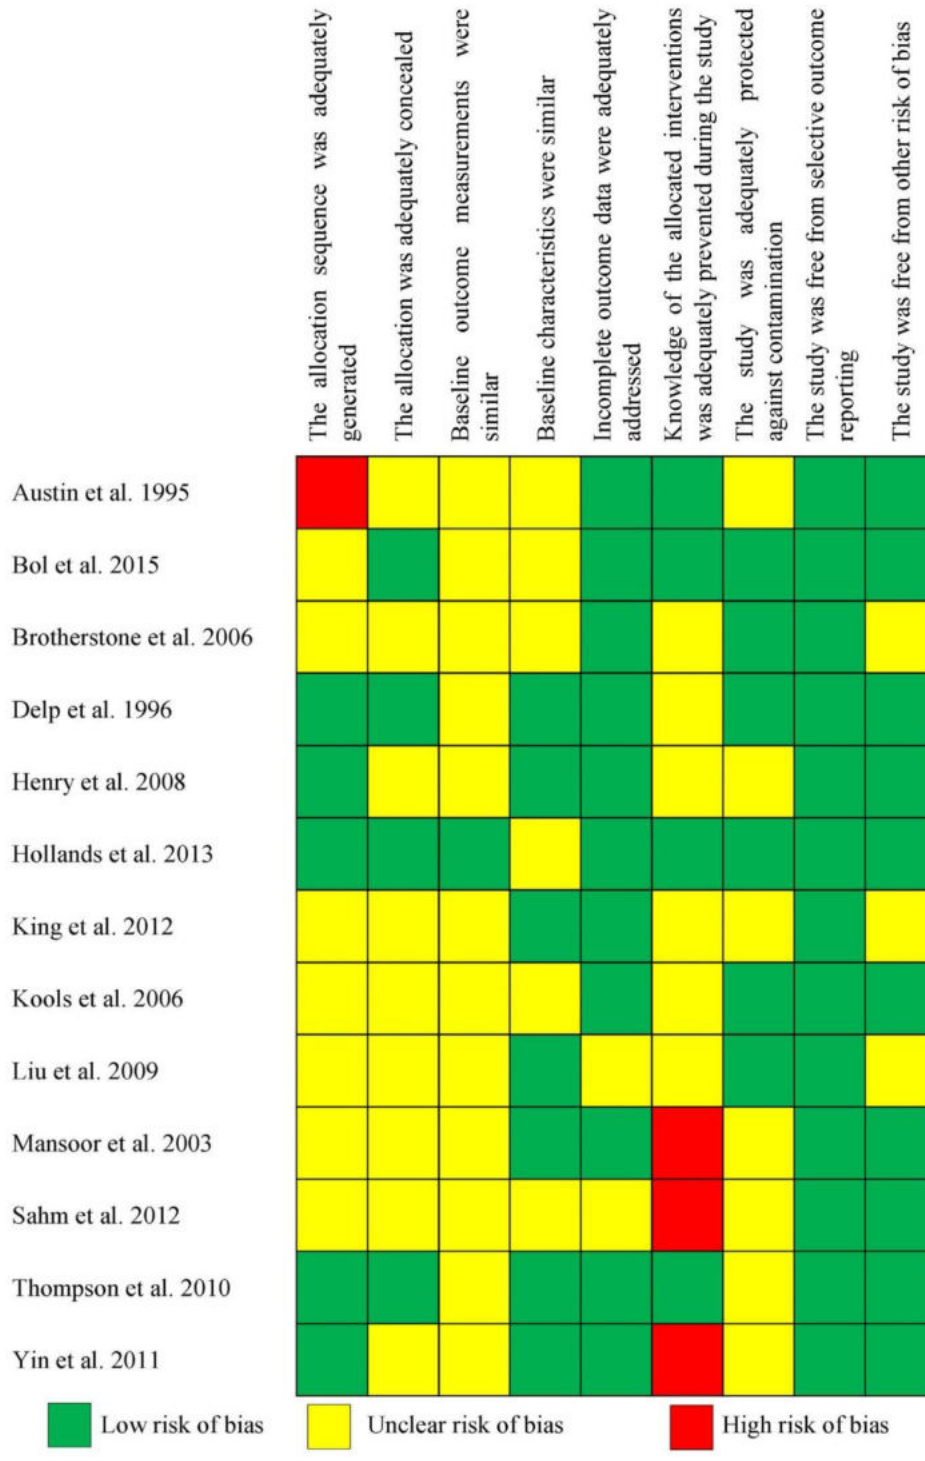 The allocation sequence was adequately
generated
The allocation was adequately concealed
Baseline outcome measurements were
similar
Baseline characteristics were similar
Incomplete outcome data were adequately
addressed
Knowledge of the allocated interventions
was adequately prevented during the study
The study was adequately protected
against contamination
The study was free from selective outcome
reporting
The study was free from other risk of bias
Austin et al. 1995
Bol et al. 2015
Brotherstone et al. 2006
Delp et al. 1996
Henry et al. 2008
Hollands et al. 2013
King et al. 2012
Kools et al. 2006
Liu et al. 2009
Mansoor et al. 2003
Sahm et al. 2012
Thompson et al. 2010
Yin et al. 2011
Low risk of bias
Unclear risk of bias
High risk of bias